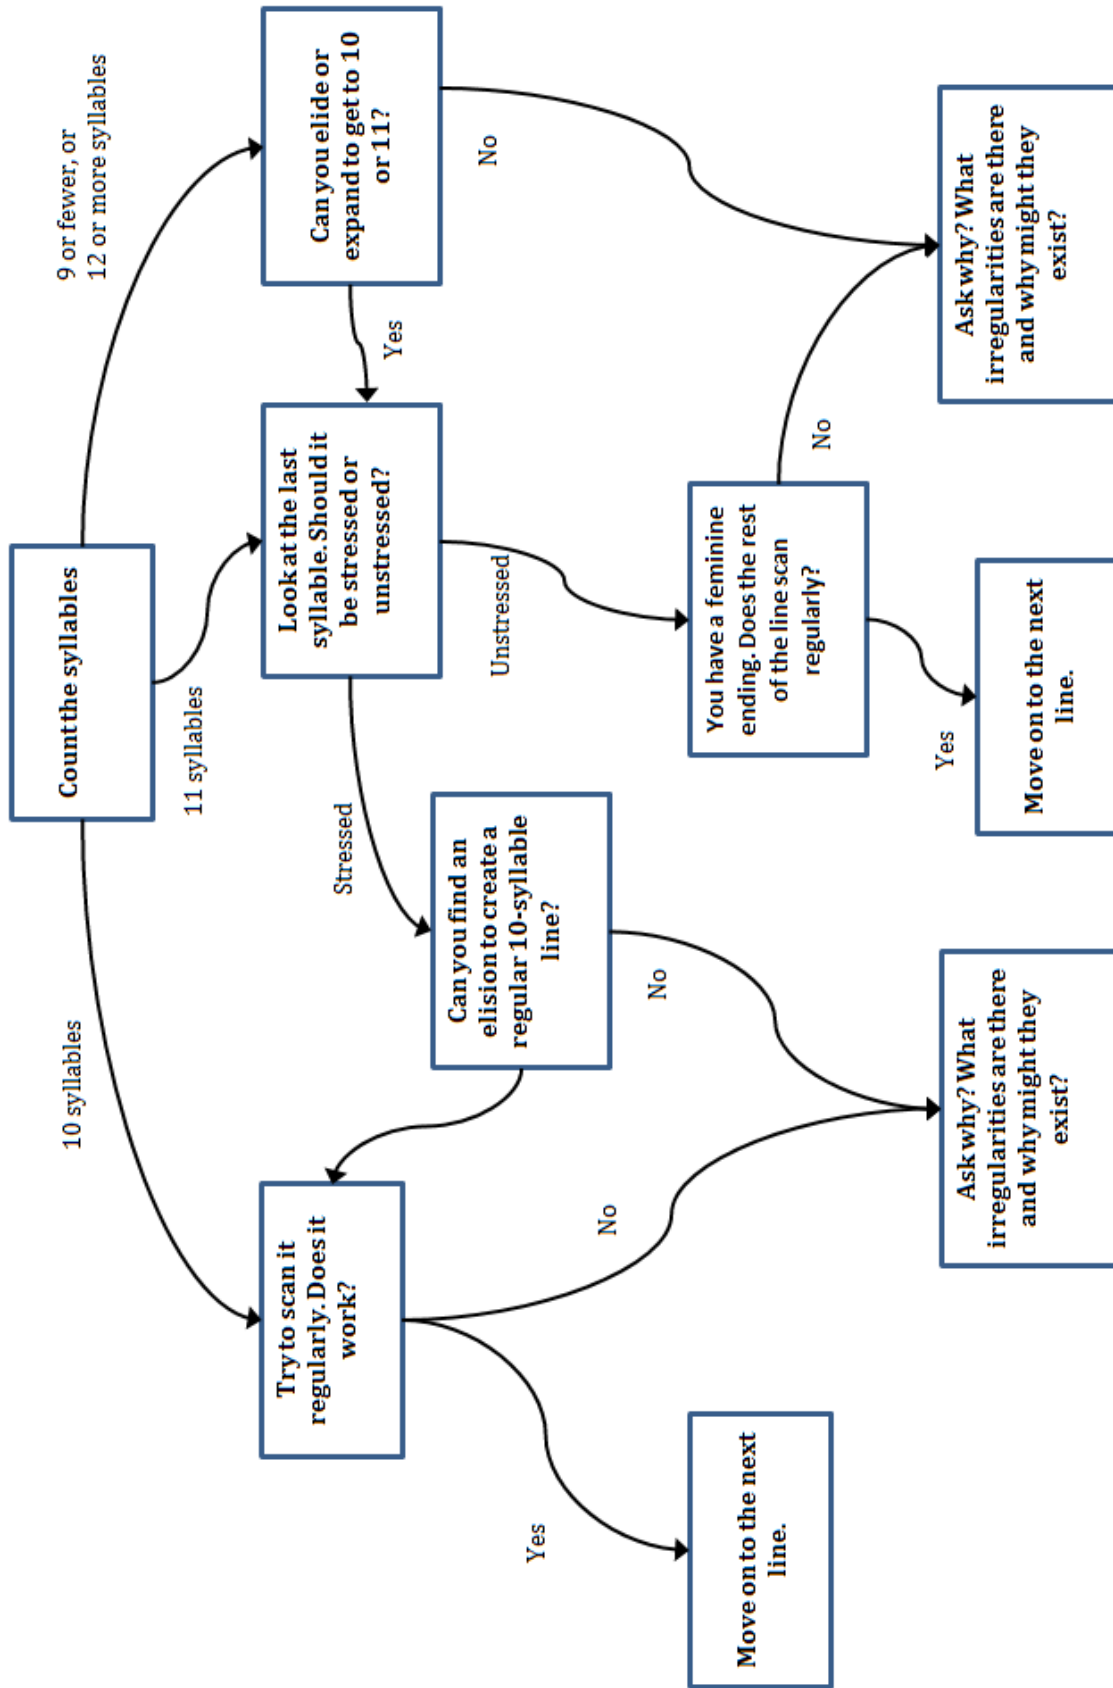 Count the syllables
10 syllables
11 syllables
9 or fewer, or
12 or more syllables
Try to scan it
regularly. Does it
work?
Look at the last
syllable. Should it
be stressed or
unstressed?
Can you elide or
expand to get to 10
or 11?
Yes
No
Stressed
Unstressed
Can you find an
elision to create a
regular 10-syllable
line?
No
No
Yes
You have a feminine
ending. Does the rest
of the line scan
regularly?
No
Yes
Move on to the next
line.
Ask why? What
irregularities are there
and why might they
exist?
Move on to the next
line.
Ask why? What
irregularities are there
and why might they
exist?